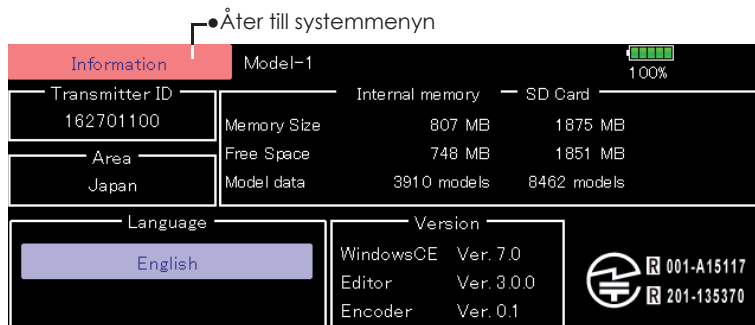 ●Åter till systemmenyn
Information Model-1 100%
Transmitter ID
162701100
Area
Japan
Internal memory SD Card
Memory Size 807 MB 1875 MB
Free Space 748 MB 1851 MB
Model data 3910 models 8462 models
Language
English
Version
WindowsCE Ver. 7.0
Editor Ver. 3.0.0
Encoder Ver. 0.1
R 001-A15117
R 201-135370